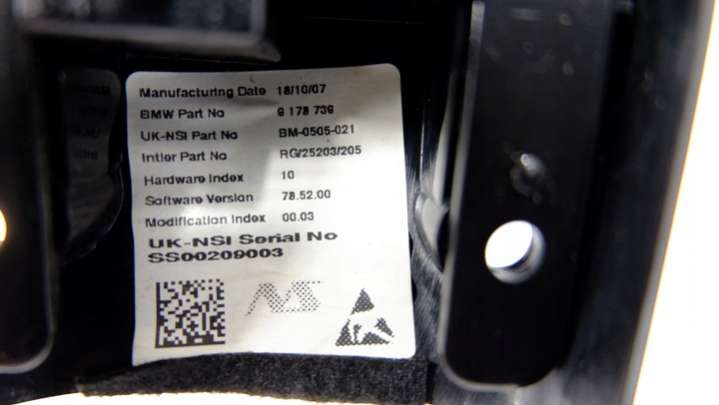 Manufacturing Date 18/10/07
BMW Part No 9 178 739
UK-NSI Part No BM-0505-021
Intier Part No RG/25203/205
Hardware Index 10
Software Version 78.52.00
Modification Index 00.03
UK-NSI Serial No
SS00209003